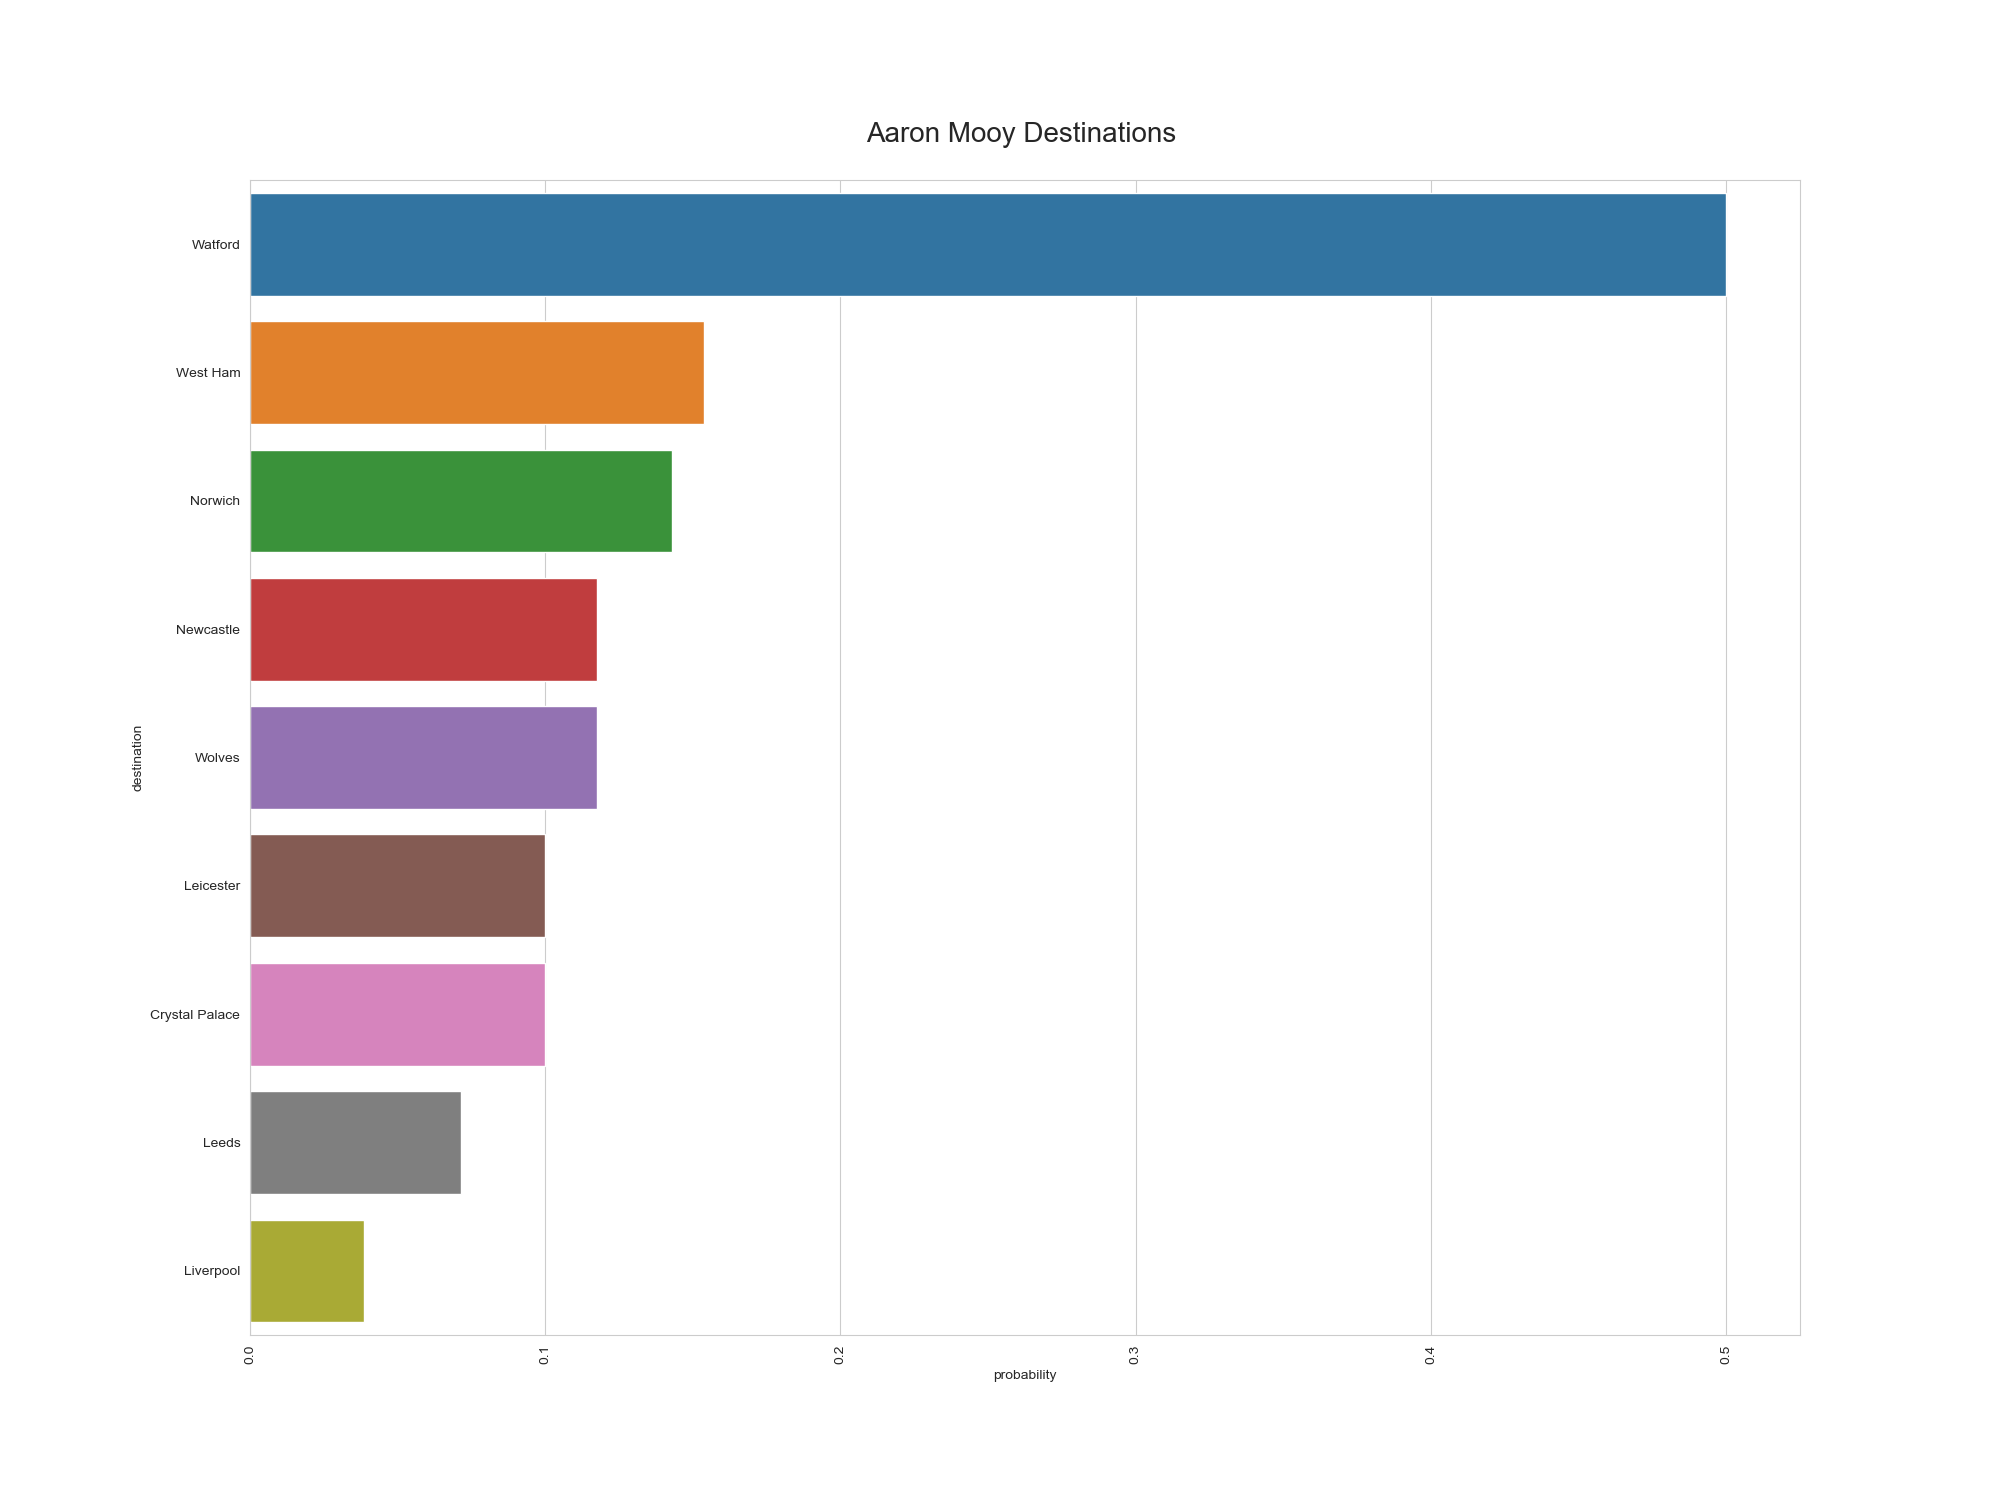 Aaron Mooy Destinations
destination
Watford
West Ham
Norwich
Newcastle
Wolves
Leicester
Crystal Palace
Leeds
Liverpool
0.0
0.1
0.2
0.3
0.4
0.5
probability